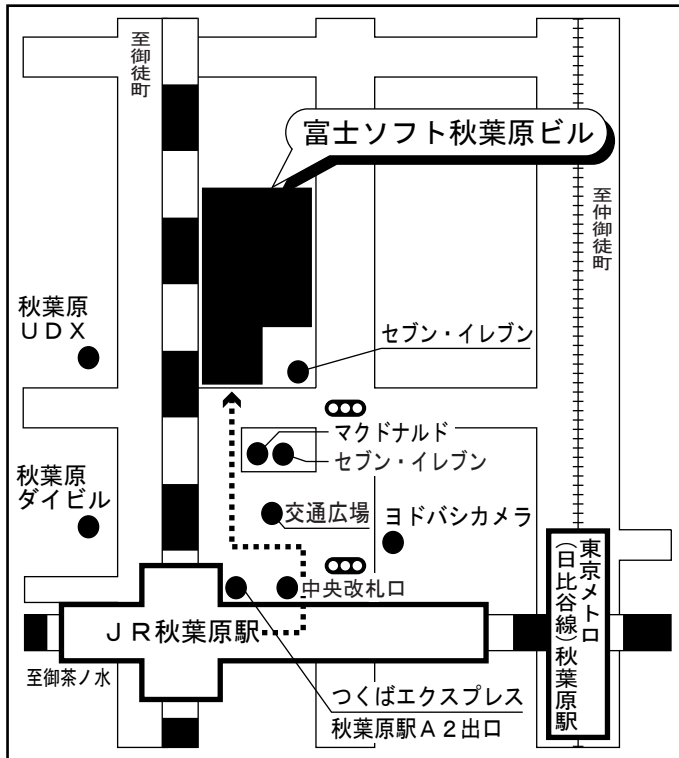 至御徒町
富士ソフト秋葉原ビル
至仲御徒町
秋葉原
ＵＤＸ
セブン・イレブン
マクドナルド
セブン・イレブン
秋葉原
ダイビル
交通広場
ヨドバシカメラ
中央改札口
東京メトロ
（日比谷線）秋葉原駅
ＪＲ秋葉原駅
至御茶ノ水
つくばエクスプレス
秋葉原駅Ａ２出口